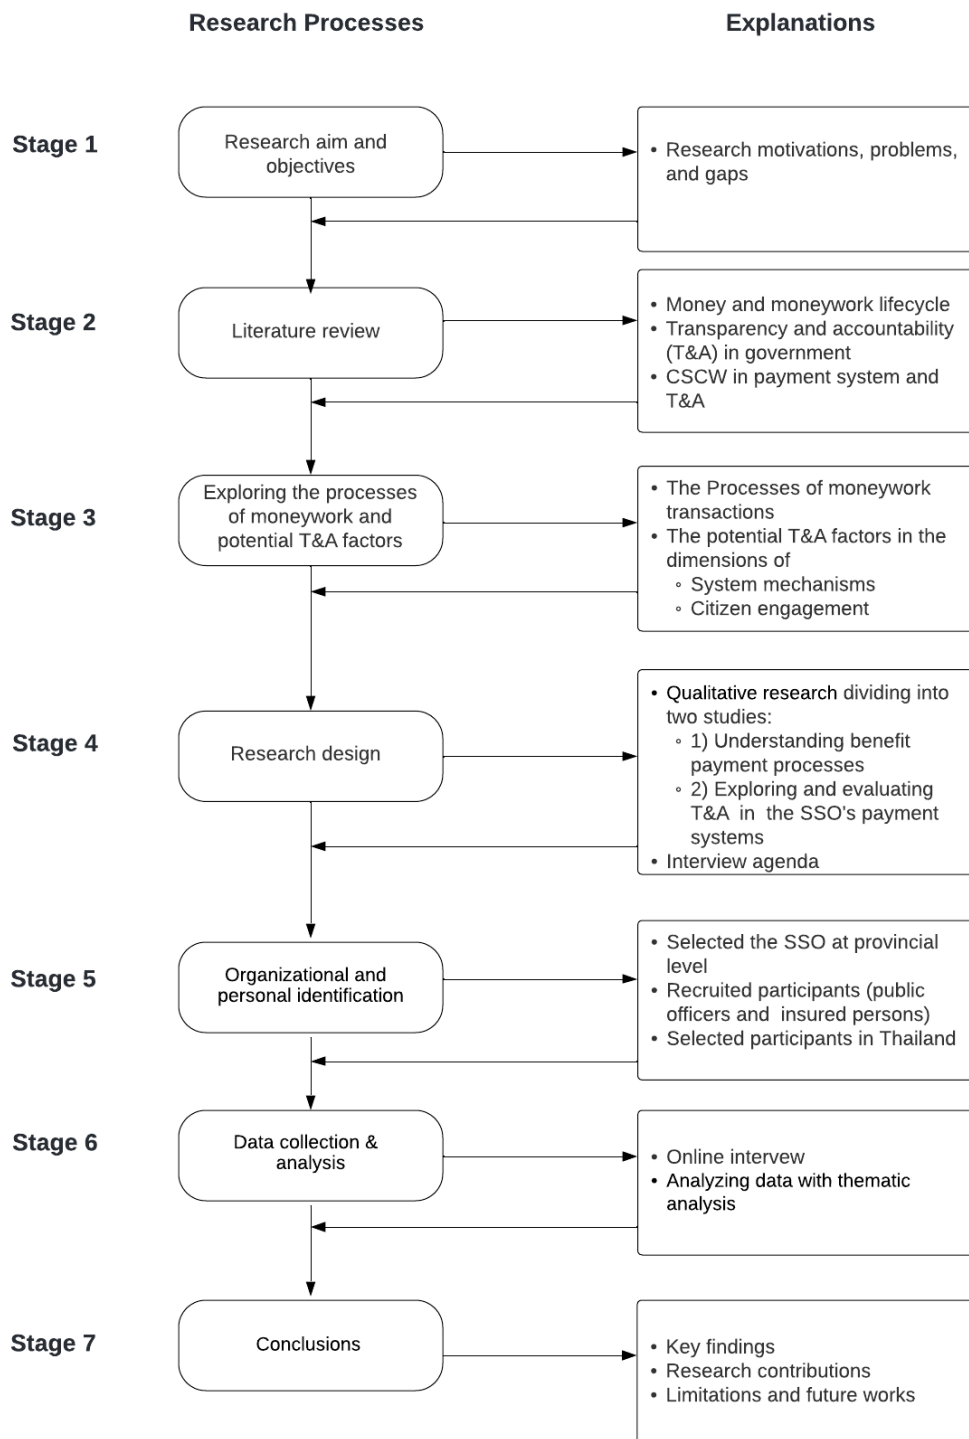 Research Processes
Explanations
Stage 1
Research aim and
objectives
• Research motivations, problems,
and gaps
Stage 2
Literature review
• Money and moneywork lifecycle
• Transparency and accountability
(T&A) in government
• CSCW in payment system and
T&A
Stage 3
Exploring the processes
of moneywork and
potential T&A factors
• The Processes of moneywork
transactions
• The potential T&A factors in the
dimensions of
◦ System mechanisms
◦ Citizen engagement
Stage 4
Research design
• Qualitative research dividing into
two studies:
◦ 1) Understanding benefit
payment processes
◦ 2) Exploring and evaluating
T&A in the SSO's payment
systems
• Interview agenda
Stage 5
Organizational and
personal identification
• Selected the SSO at provincial
level
• Recruited participants (public
officers and insured persons)
• Selected participants in Thailand
Stage 6
Data collection &
analysis
• Online intervew
• Analyzing data with thematic
analysis
Stage 7
Conclusions
• Key findings
• Research contributions
• Limitations and future works